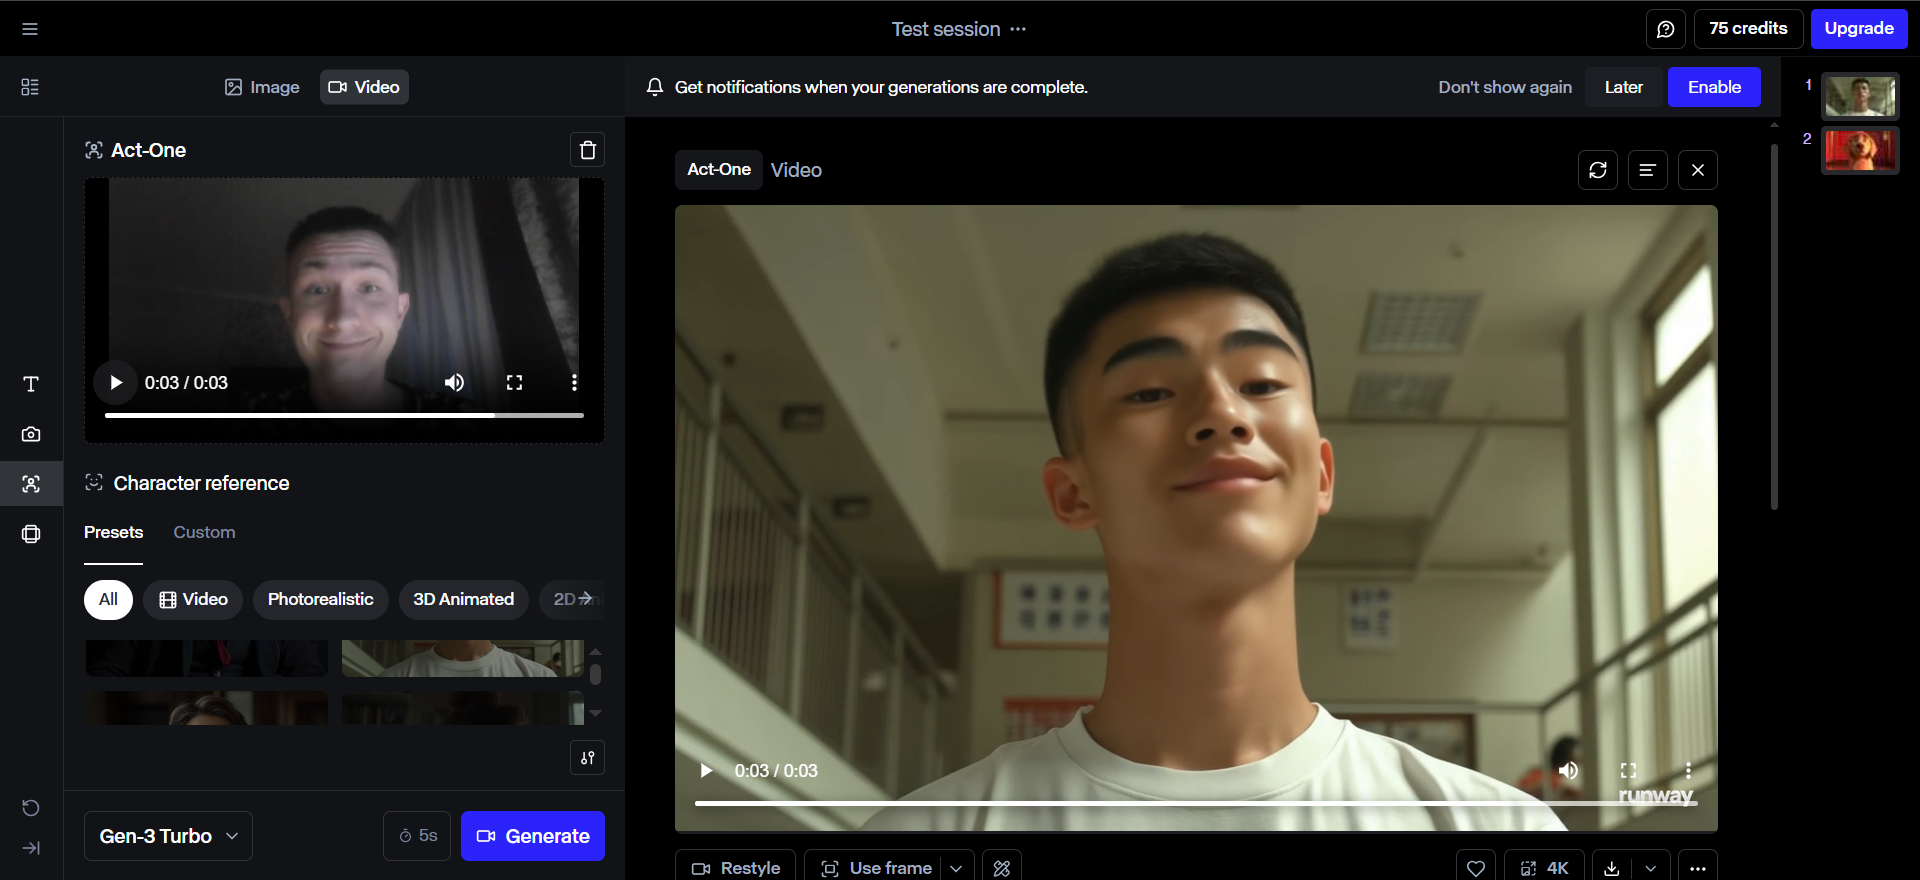 Test session
75 credits
Upgrade
Image
Video
Get notifications when your generations are complete.
Don't show again
Later
Enable
1
2
Act-One
0:03 / 0:03
Character reference
Presets
Custom
All
Video
Photorealistic
3D Animated
2D
Gen-3 Turbo
5s
Generate
Act-One
Video
0:03 / 0:03
runway
Restyle
Use frame
4K